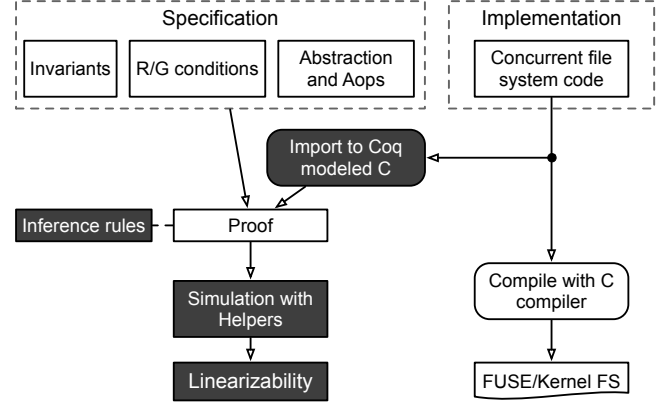 Specification
Implementation
Invariants
R/G conditions
Abstraction
and Aops
Concurrent file
system code
Import to Coq
modeled C
Inference rules
Proof
Simulation with
Helpers
Compile with C
compiler
Linearizability
FUSE/Kernel FS